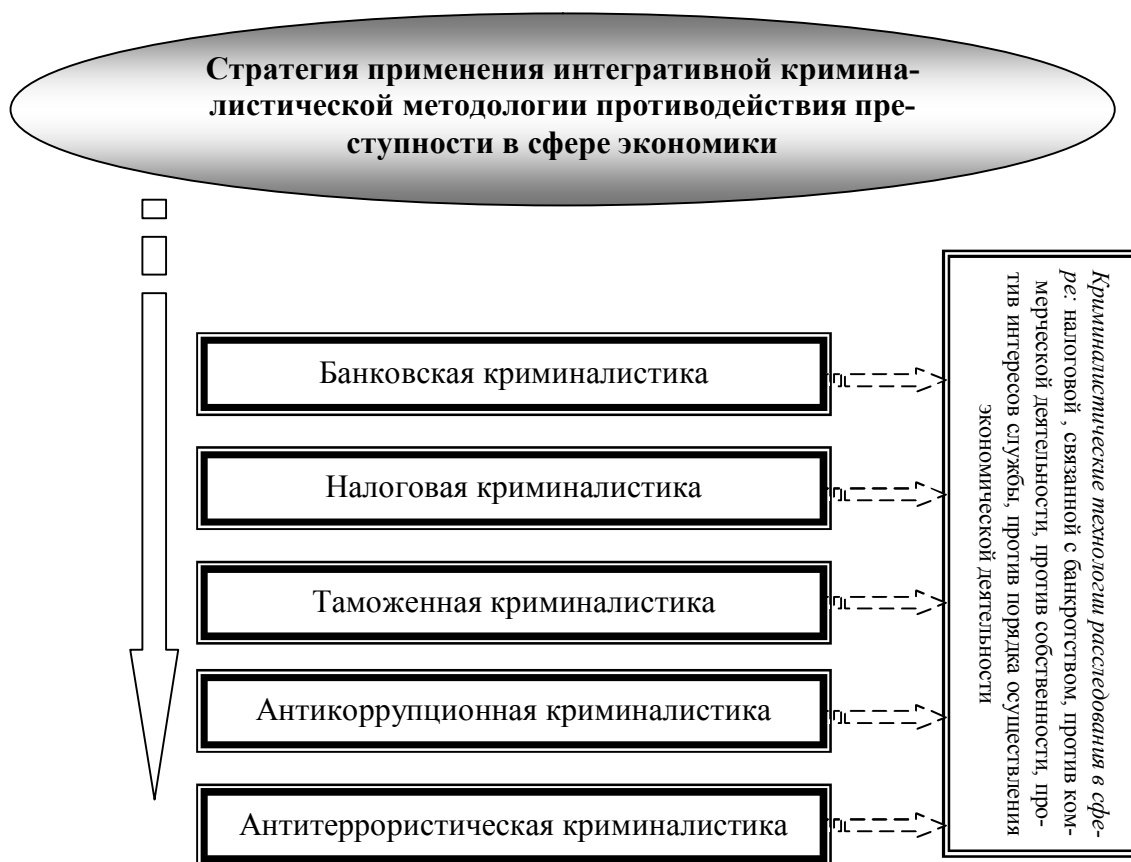 Стратегия применения интегративной кримина-
листической методологии противодействия пре-
ступности в сфере экономики
Банковская криминалистика
Налоговая криминалистика
Таможенная криминалистика
Антикоррупционная криминалистика
Антитеррористическая криминалистика
Криминалистические технологии расследования в сфе-
ре: налоговой , связанной с банкротством, против ком-
мерческой деятельности, против собственности, про-
тив интересов службы, против порядка осуществления
экономической деятельности